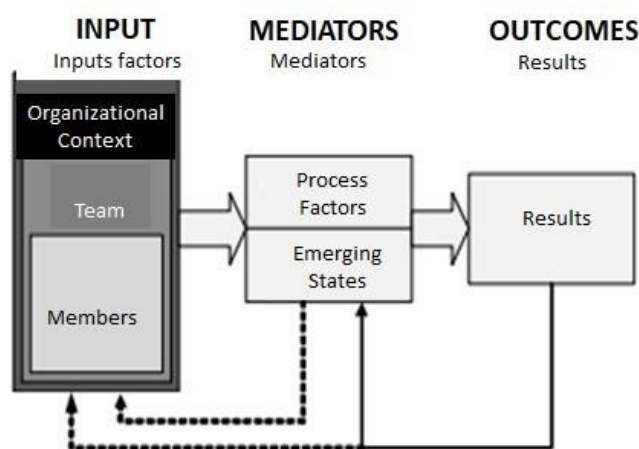 INPUT
Inputs factors
MEDIATORS
Mediators
OUTCOMES
Results
Organizational
Context
Team
Members
Process
Factors
Emerging
States
Results